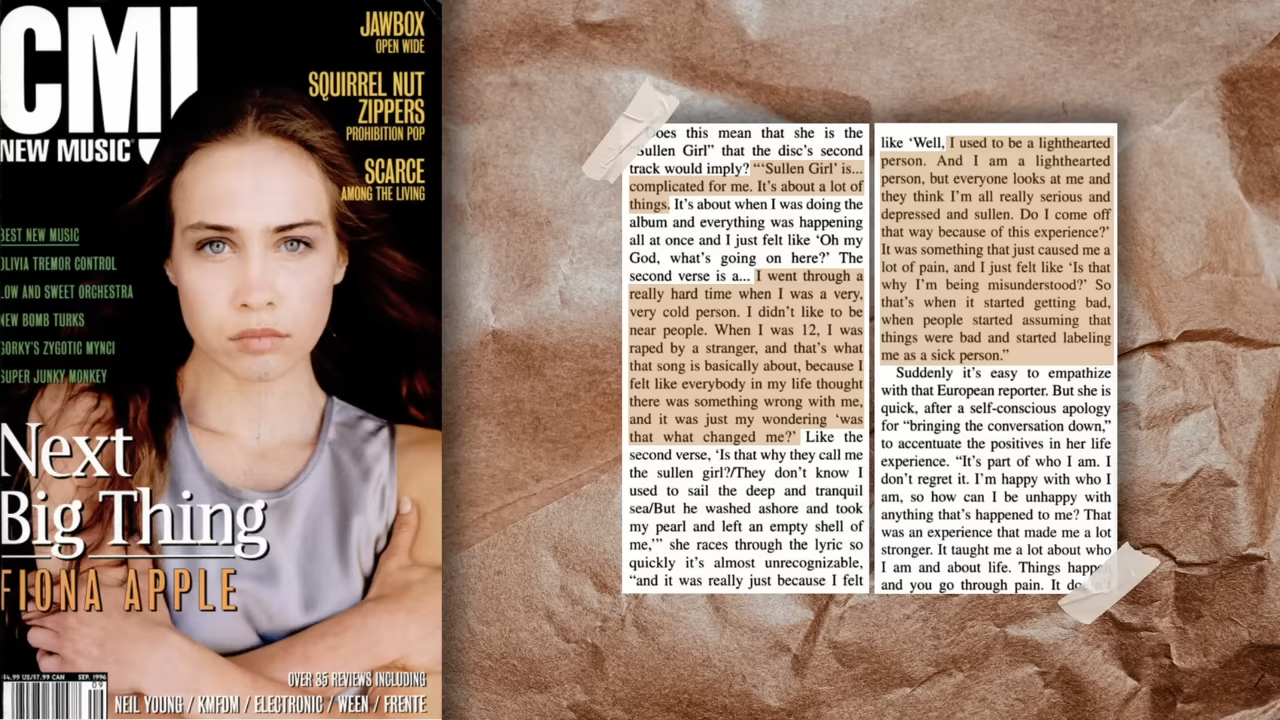 CMJ
NEW MUSIC
JAWBOX
OPEN WIDE
SQUIRREL NUT
ZIPPERS
PROHIBITION POP
SCARCE
AMONG THE LIVING
BEST NEW MUSIC
OLIVIA TREMOR CONTROL
LOW AND SWEET ORCHESTRA
NEW BOMB TURKS
GORKY'S ZYGOTIC MYNCI
SUPER JUNKY MONKEY
Next
Big Thing
FIONA APPLE
$4.99 US/$7.99 CAN SEP. 1996
09
OVER 85 REVIEWS INCLUDING
NEIL YOUNG / KMFDM / ELECTRONIC / WEEN / FRENTE
Does this mean that she is the
"Sullen Girl" that the disc's second
track would imply? "'Sullen Girl' is...
complicated for me. It's about a lot of
things. It's about when I was doing the
album and everything was happening
all at once and I just felt like 'Oh my
God, what's going on here?' The
second verse is a... I went through a
really hard time when I was a very,
very cold person. I didn't like to be
near people. When I was 12, I was
raped by a stranger, and that's what
that song is basically about, because I
felt like everybody in my life thought
there was something wrong with me,
and it was just my wondering 'was
that what changed me?' Like the
second verse, 'Is that why they call me
the sullen girl?/They don't know I
used to sail the deep and tranquil
sea/But he washed ashore and took
my pearl and left an empty shell of
me,'" she races through the lyric so
quickly it's almost unrecognizable,
"and it was really just because I felt
like 'Well, I used to be a lighthearted
person. And I am a lighthearted
person, but everyone looks at me and
they think I'm all really serious and
depressed and sullen. Do I come off
that way because of this experience?'
It was something that just caused me a
lot of pain, and I just felt like 'Is that
why I'm being misunderstood?' So
that's when it started getting bad,
when people started assuming that
things were bad and started labeling
me as a sick person."
Suddenly it's easy to empathize
with that European reporter. But she is
quick, after a self-conscious apology
for "bringing the conversation down,"
to accentuate the positives in her life
experience. "It's part of who I am. I
don't regret it. I'm happy with who I
am, so how can I be unhappy with
anything that's happened to me? That
was an experience that made me a lot
stronger. It taught me a lot about who
I am and about life. Things happen
and you go through pain. It